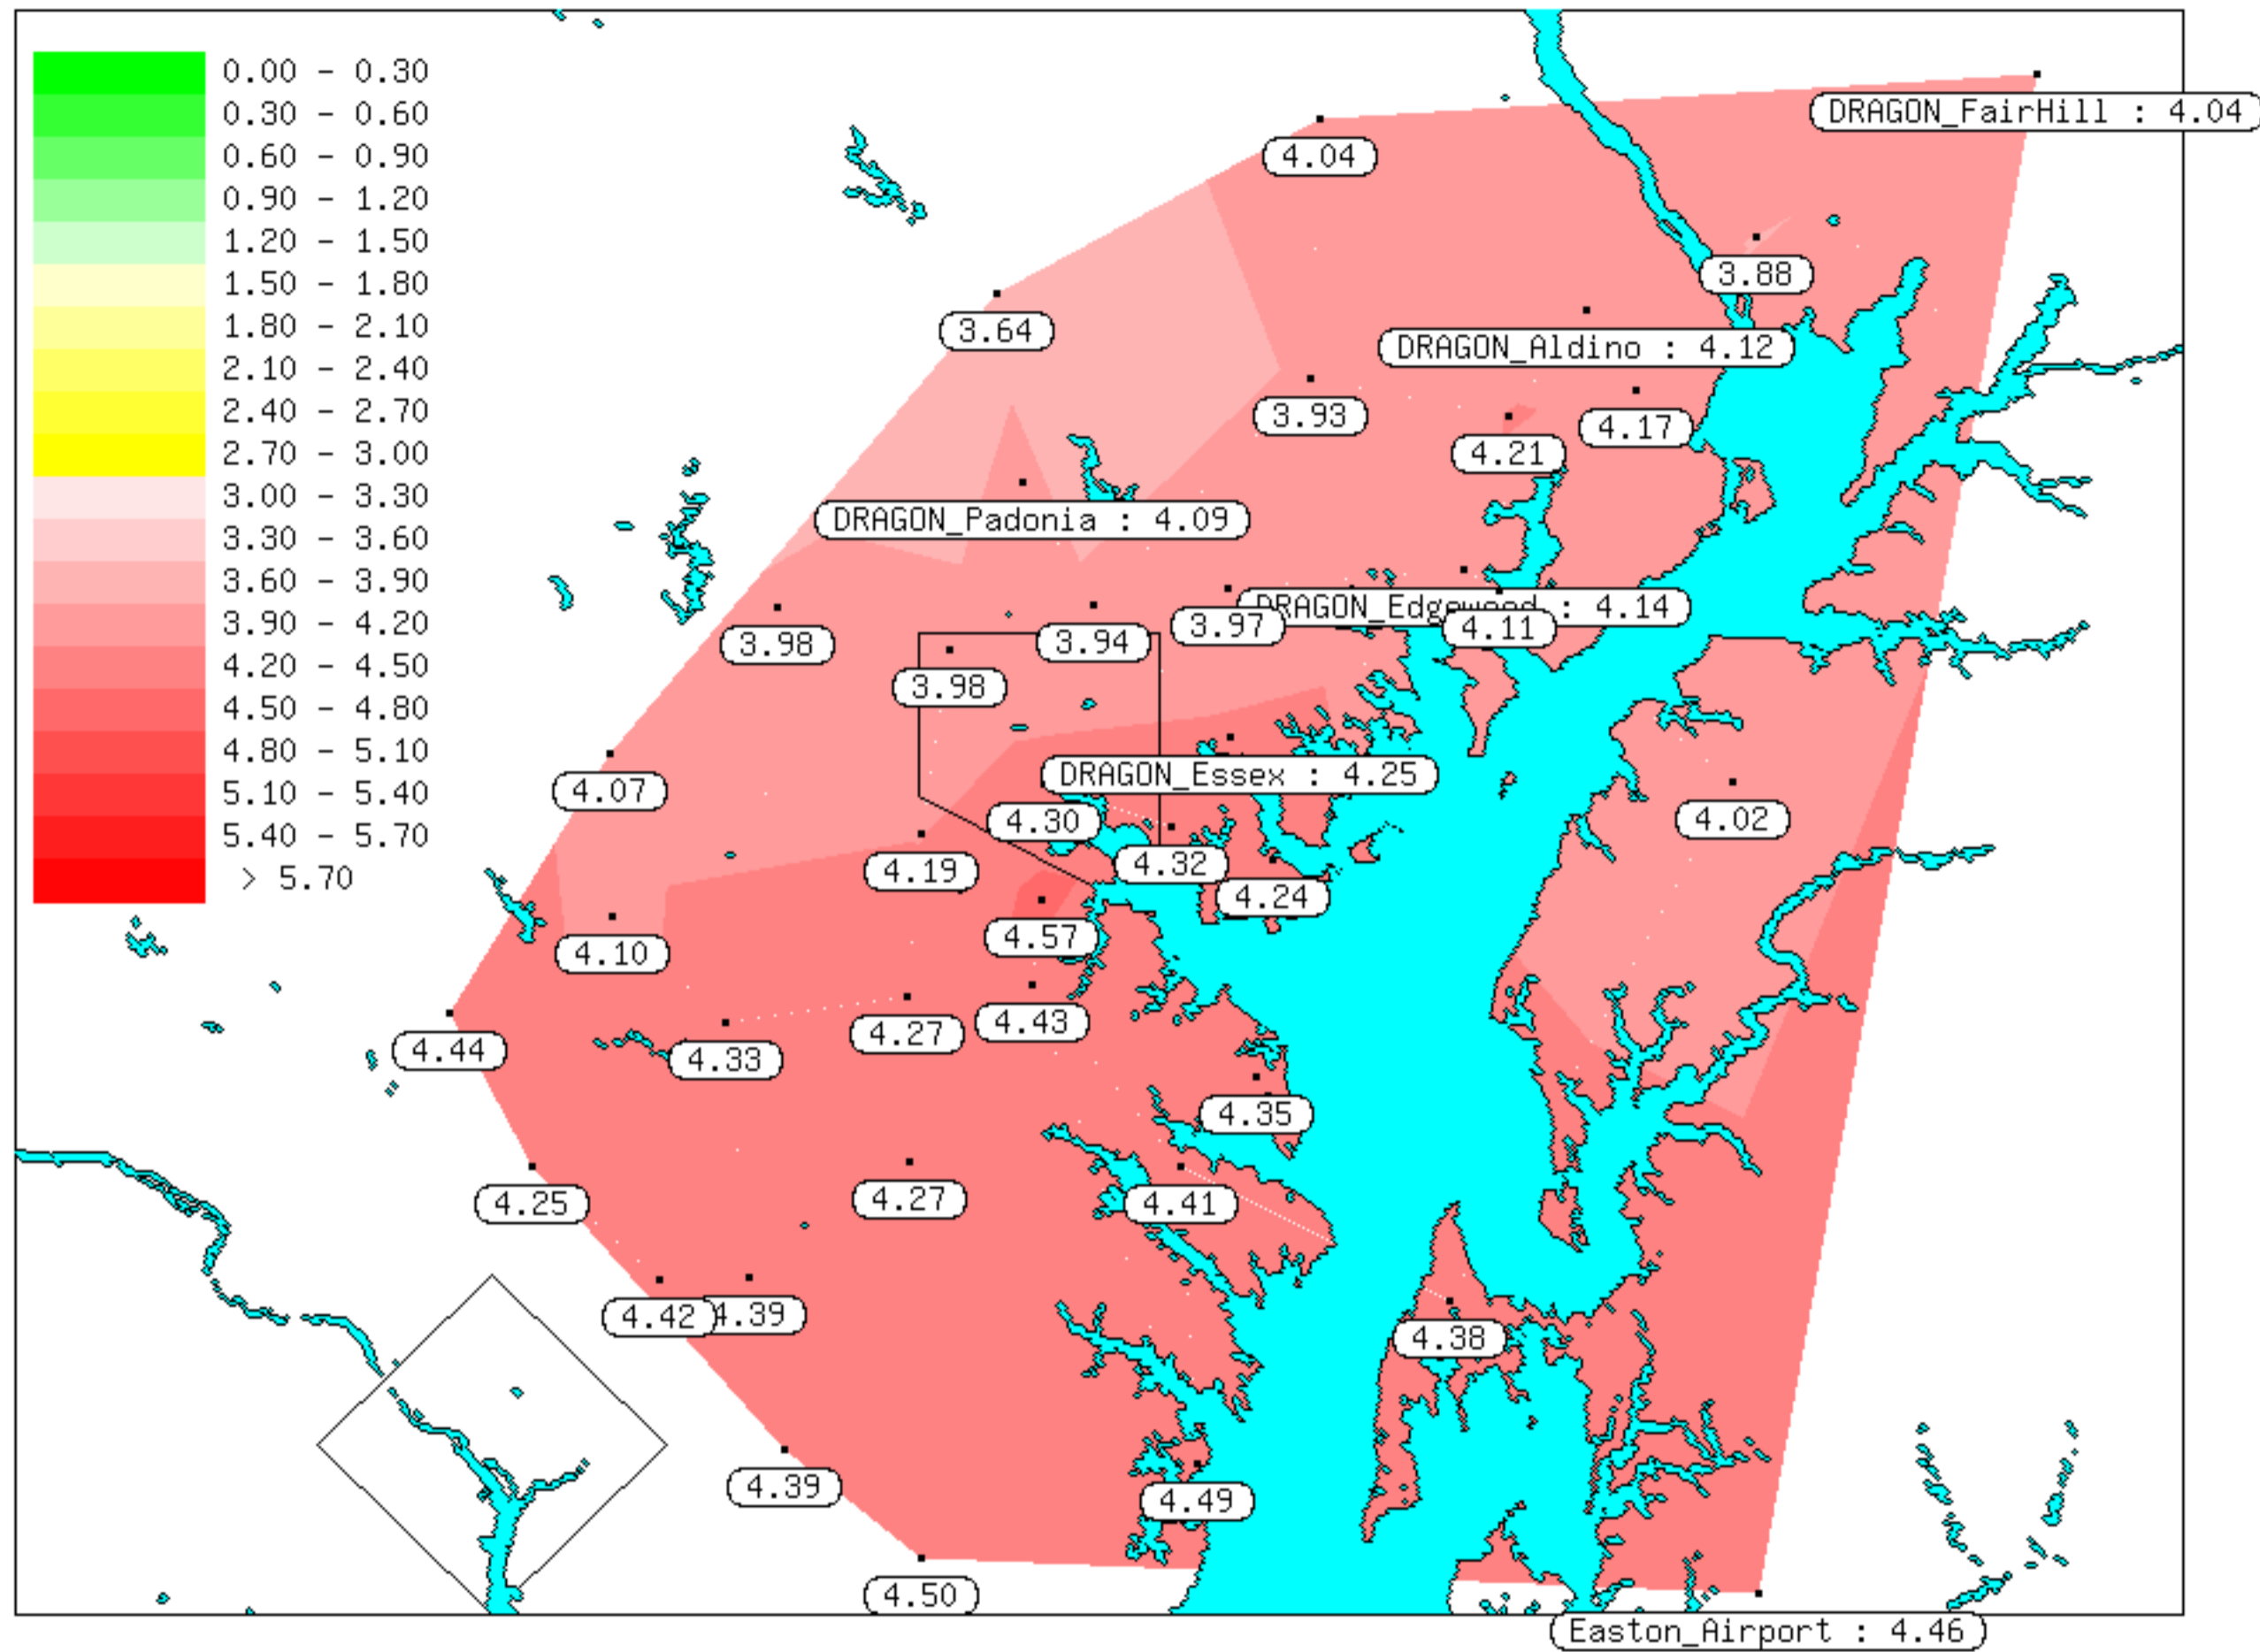 0.00 - 0.30
0.30 - 0.60
0.60 - 0.90
0.90 - 1.20
1.20 - 1.50
1.50 - 1.80
1.80 - 2.10
2.10 - 2.40
2.40 - 2.70
2.70 - 3.00
3.00 - 3.30
3.30 - 3.60
3.60 - 3.90
3.90 - 4.20
4.20 - 4.50
4.50 - 4.80
4.80 - 5.10
5.10 - 5.40
5.40 - 5.70
> 5.70
DRAGON_FairHill : 4.04
4.04
3.88
3.64
DRAGON_Aldino : 4.12
3.93
4.17
4.21
DRAGON_Padonia : 4.09
DRAGON_Edgewood : 4.14
3.97
4.11
3.98
3.94
3.98
DRAGON_Essex : 4.25
4.07
4.30
4.02
4.32
4.19
4.24
4.57
4.10
4.43
4.27
4.44
4.33
4.35
4.27
4.41
4.25
4.42
4.39
4.38
4.39
4.49
4.50
Easton_Airport : 4.46